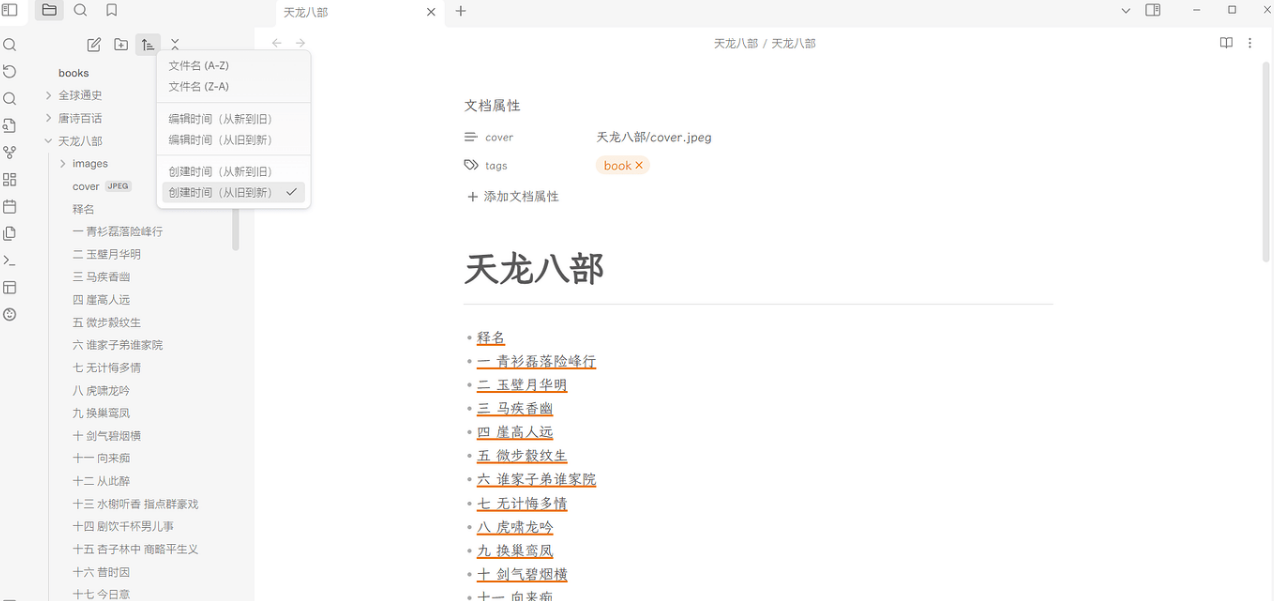 天龙八部
天龙八部 / 天龙八部
books
全球通史
唐诗百话
天龙八部
images
cover JPEG
释名
一 青衫磊落险峰行
二 玉壁月华明
三 马疾香幽
四 崖高人远
五 微步縠纹生
六 谁家子弟谁家院
七 无计悔多情
八 虎啸龙吟
九 换巢鸾凤
十 剑气碧烟横
十一 向来痴
十二 从此醉
十三 水榭听香 指点群豪戏
十四 剧饮千杯男儿事
十五 杏子林中 商略平生义
十六 昔时因
十七 今日意
文件名 (A-Z)
文件名 (Z-A)
编辑时间（从新到旧）
编辑时间（从旧到新）
创建时间（从新到旧）
创建时间（从旧到新）
文档属性
cover 天龙八部/cover.jpeg
tags book
添加文档属性
天龙八部
释名
一 青衫磊落险峰行
二 玉壁月华明
三 马疾香幽
四 崖高人远
五 微步縠纹生
六 谁家子弟谁家院
七 无计悔多情
八 虎啸龙吟
九 换巢鸾凤
十 剑气碧烟横
十一 向来痴